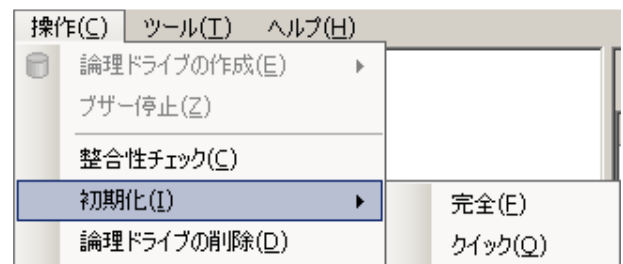 操作(C) ツール(T) ヘルプ(H)
論理ドライブの作成(E)
ブザー停止(Z)
整合性チェック(C)
初期化(I)
完全(F)
論理ドライブの削除(D)
クイック(Q)